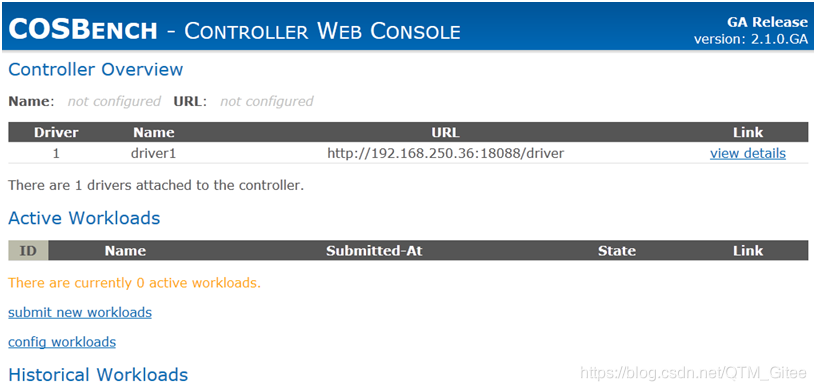 COSBENCH - CONTROLLER WEB CONSOLE
GA Release
version: 2.1.0.GA
Controller Overview
Name: not configured URL: not configured
Driver Name URL Link
1 driver1 http://192.168.250.36:18088/driver view details
There are 1 drivers attached to the controller.
Active Workloads
ID Name Submitted-At State Link
There are currently 0 active workloads.
submit new workloads
config workloads
Historical Workloads
https://blog.csdn.net/QTM_Gitee